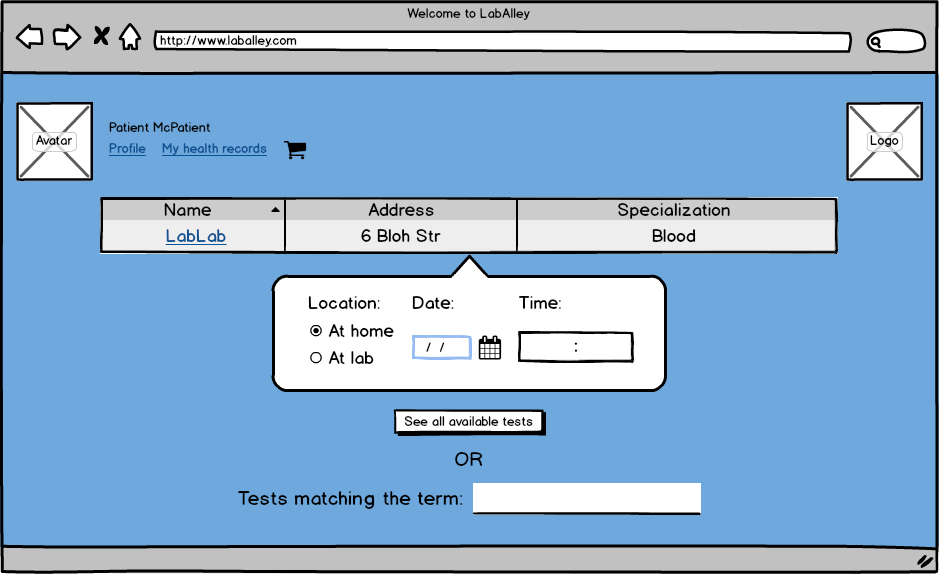 Welcome to LabAlley
http://www.laballey.com
Avatar
Patient McPatient
Profile My health records
Logo
Name Address Specialization
LabLab 6 Bloh Str Blood
Location: Date: Time:
At home
/ / :
At lab
See all available tests
OR
Tests matching the term: